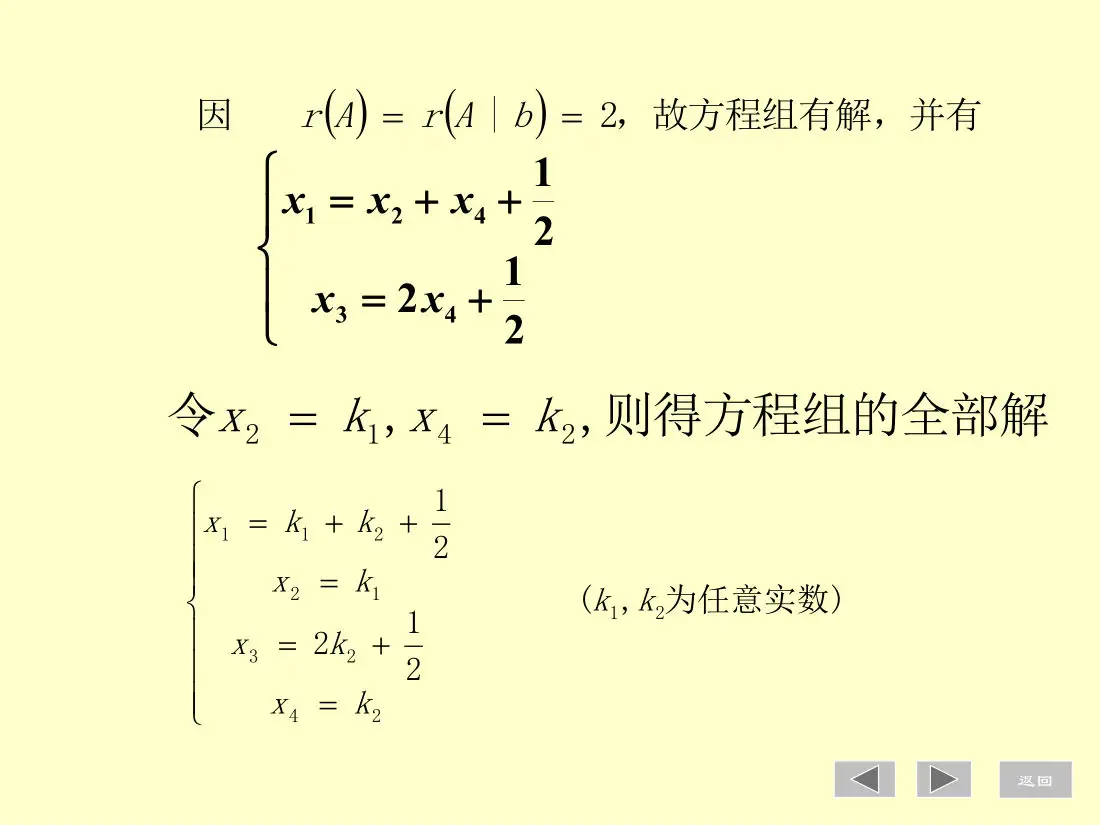 因 r(A) = r(A | b) = 2，故方程组有解，并有
x₁ = x₂ + x₄ + 1/2
x₃ = 2x₄ + 1/2
令x₂ = k₁,x₄ = k₂,则得方程组的全部解
x₁ = k₁ + k₂ + 1/2
x₂ = k₁
(k₁,k₂为任意实数)
x₃ = 2k₂ + 1/2
x₄ = k₂
返回